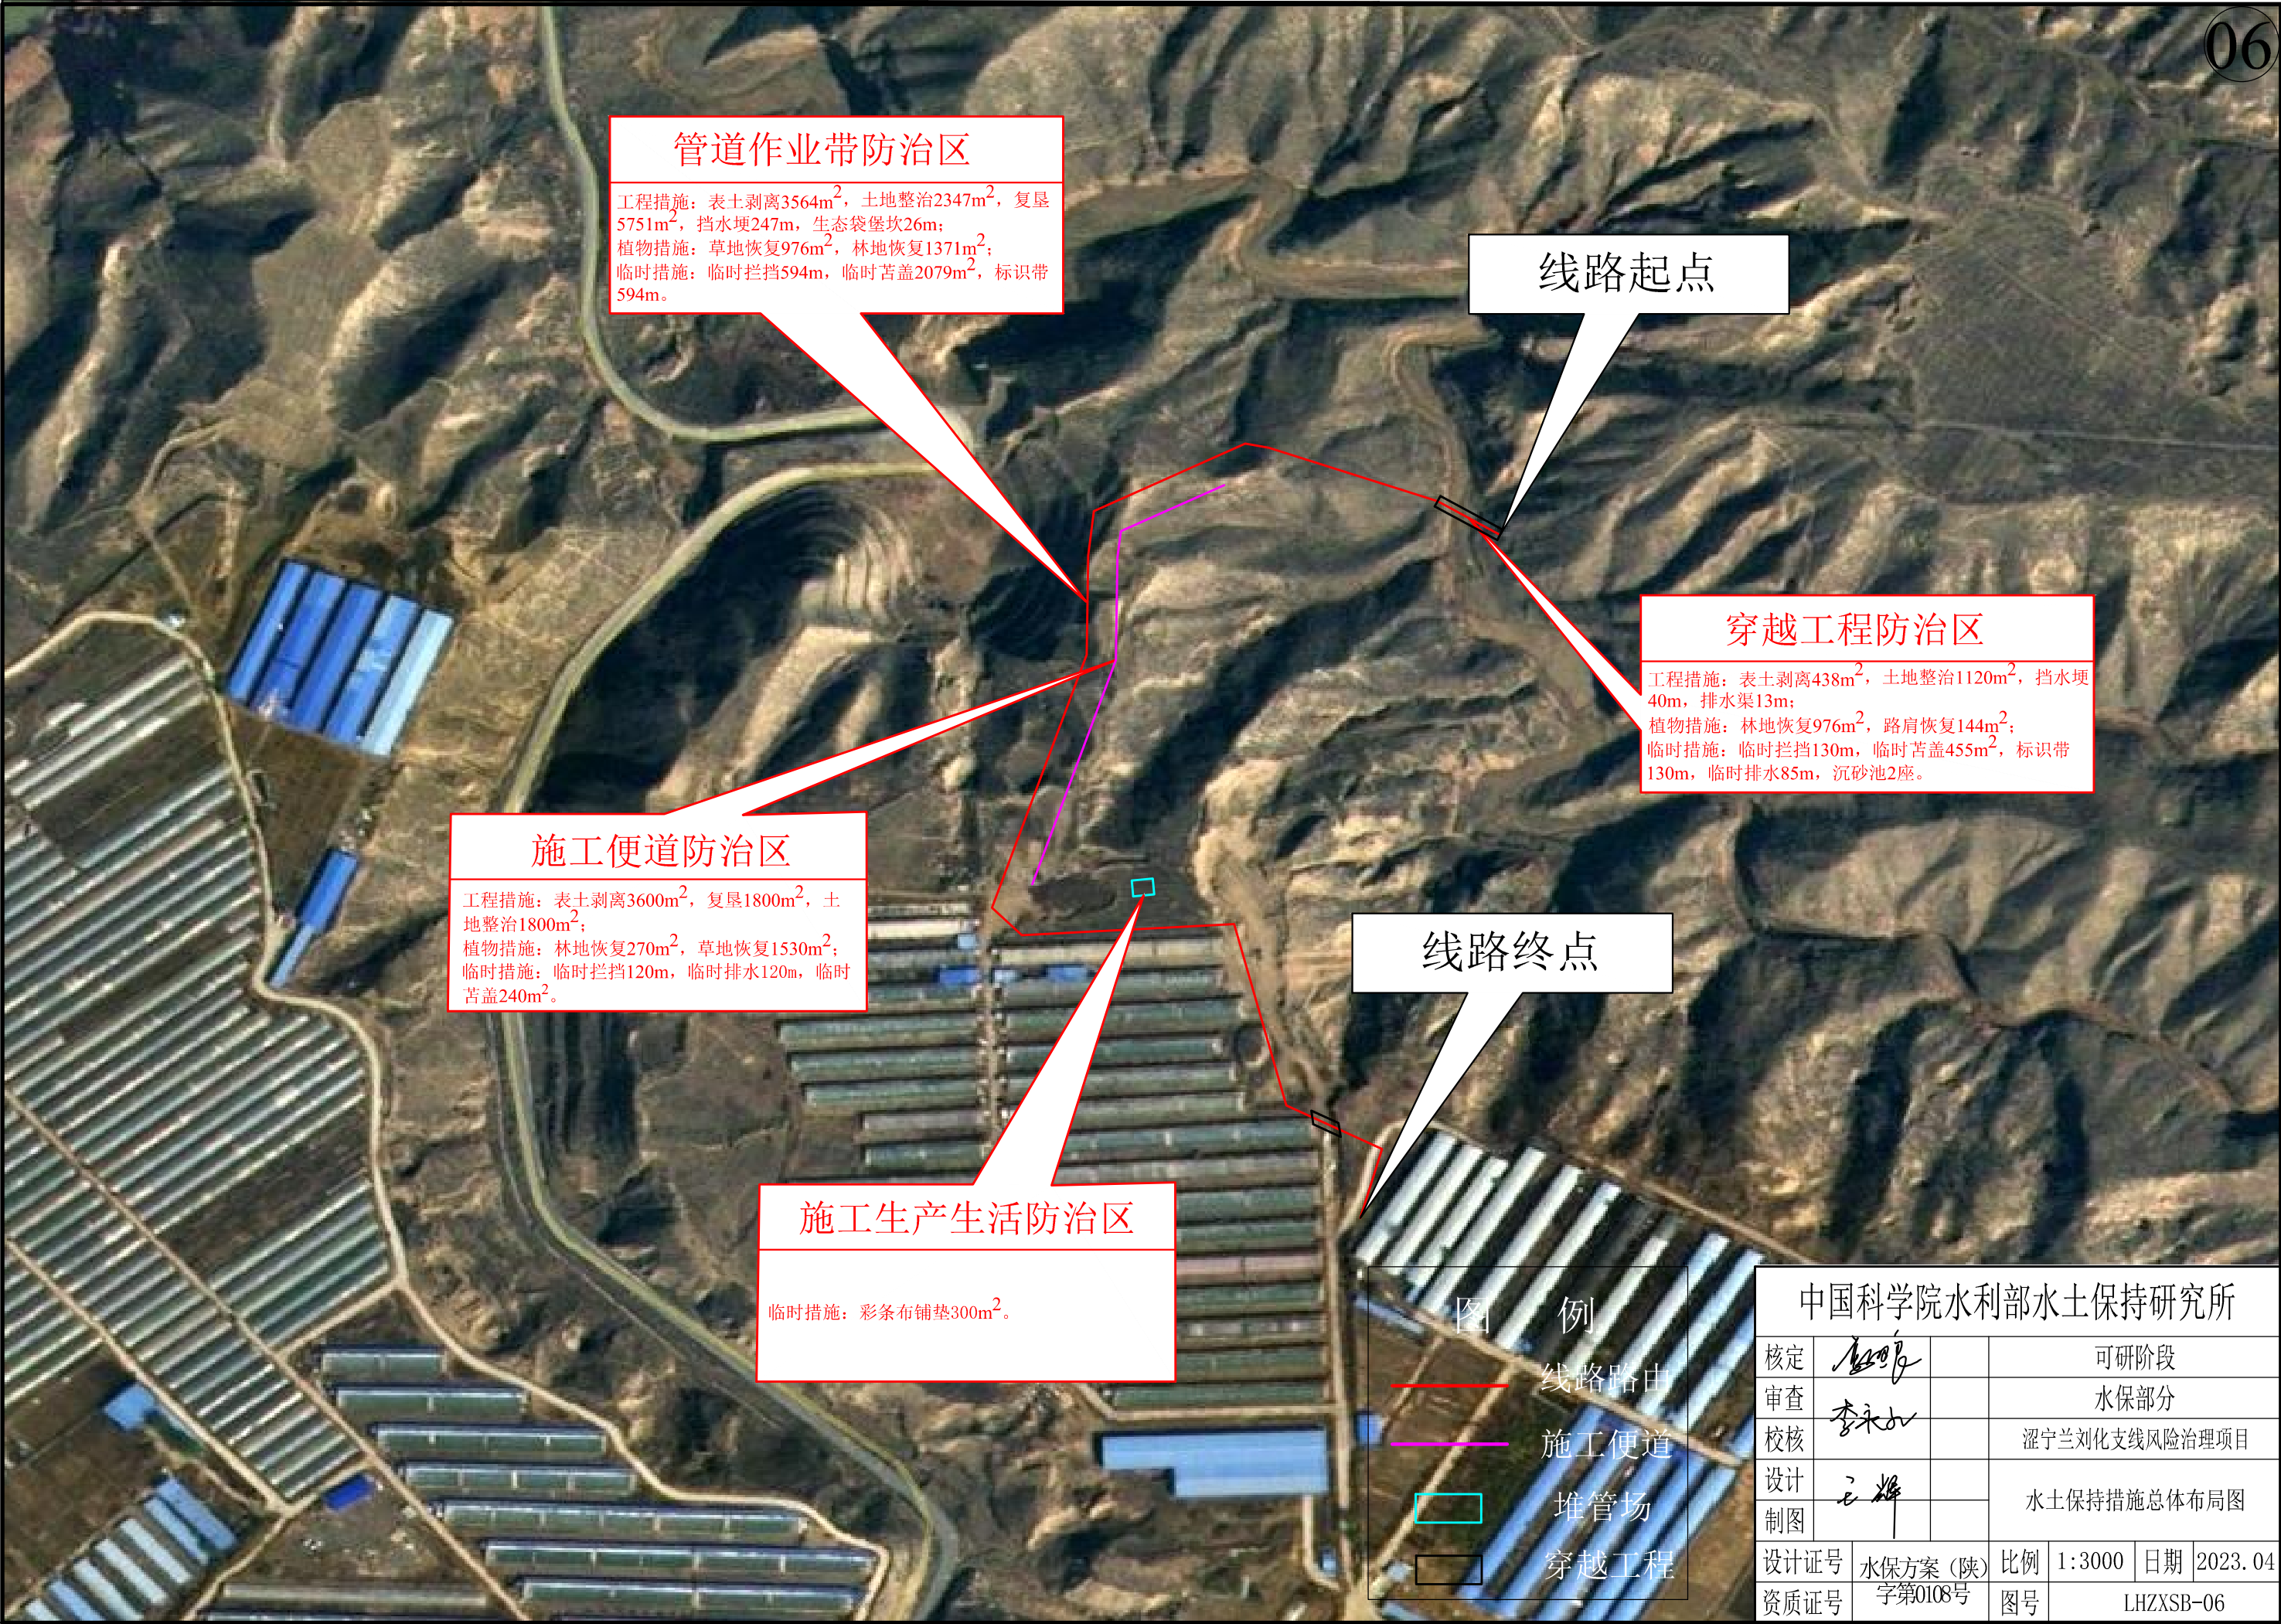 06
管道作业带防治区
工程措施：表土剥离3564m²，土地整治2347m²，复垦
5751m²，挡水埂247m，生态袋堡坎26m；
植物措施：草地恢复976m²，林地恢复1371m²；
临时措施：临时拦挡594m，临时苫盖2079m²，标识带
594m。
线路起点
穿越工程防治区
工程措施：表土剥离438m²，土地整治1120m²，挡水埂
40m，排水渠13m；
植物措施：林地恢复976m²，路肩恢复144m²；
临时措施：临时拦挡130m，临时苫盖455m²，标识带
130m，临时排水85m，沉砂池2座。
施工便道防治区
工程措施：表土剥离3600m²，复垦1800m²，土
地整治1800m²；
植物措施：林地恢复270m²，草地恢复1530m²；
临时措施：临时拦挡120m，临时排水120m，临时
苫盖240m²。
线路终点
施工生产生活防治区
临时措施：彩条布铺垫300m²。
图 例
线路路由
施工便道
堆管场
穿越工程
中国科学院水利部水土保持研究所
核定 可研阶段
审查 水保部分
校核 李永红 涩宁兰刘化支线风险治理项目
设计 王辉 水土保持措施总体布局图
制图
设计证号 水保方案（陕） 比例 1:3000 日期 2023.04
资质证号 字第0108号 图号 LHZXSB-06